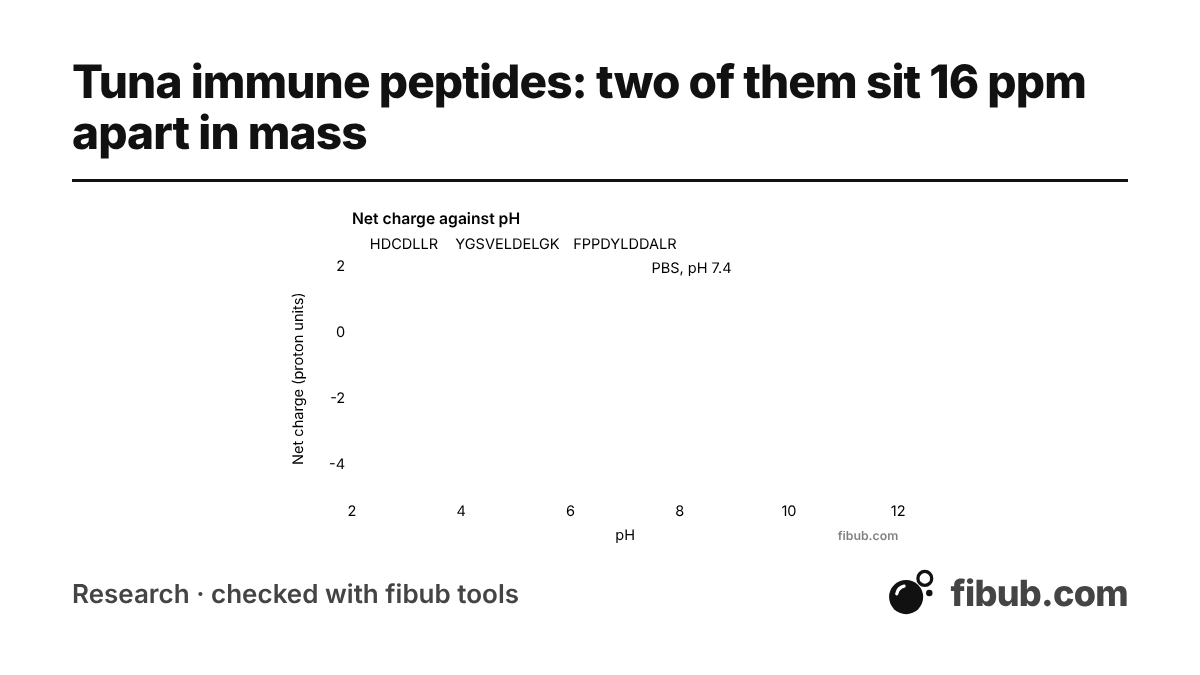 Tuna immune peptides: two of them sit 16 ppm
apart in mass
Net charge against pH
HDCDLLR YGSVELDELGK FPPDYLDDALR
PBS, pH 7.4
Net charge (proton units)
2
0
-2
-4
2 4 6 8 10 12
pH
fibub.com
Research · checked with fibub tools
fibub.com